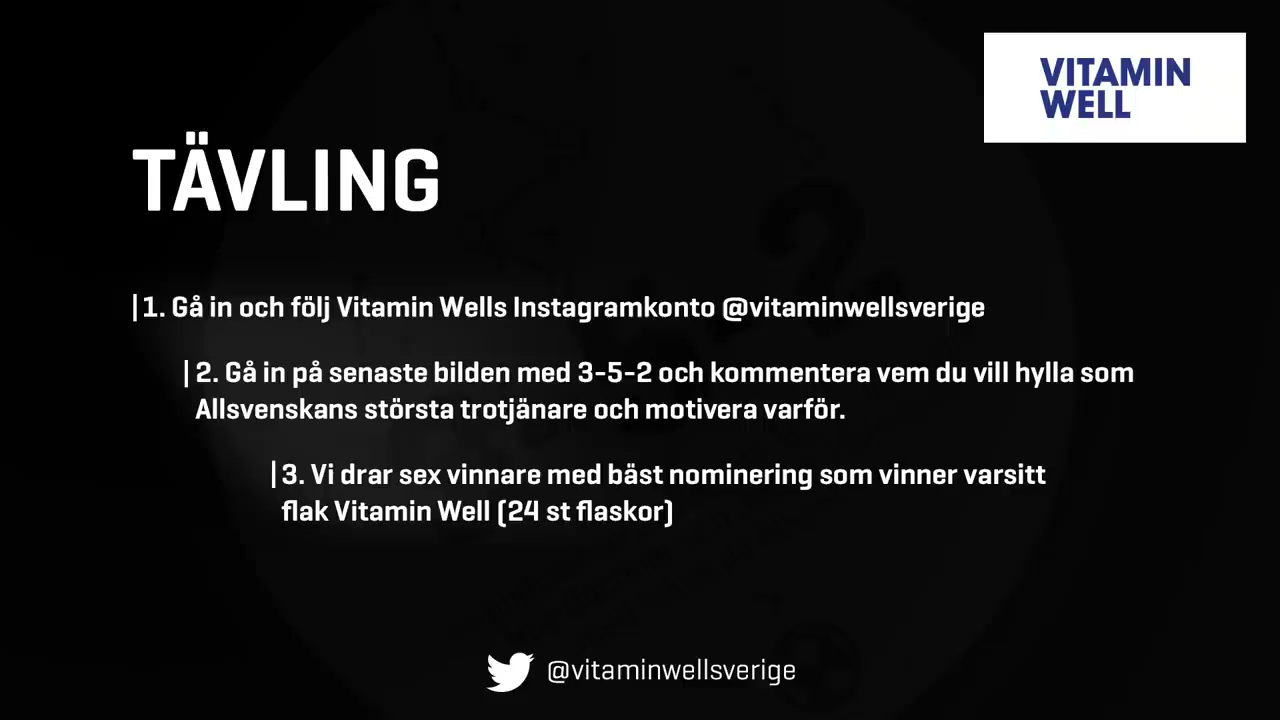 VITAMIN
WELL
TÄVLING
|1. Gå in och följ Vitamin Wells Instagramkonto @vitaminwellsverige
|2. Gå in på senaste bilden med 3-5-2 och kommentera vem du vill hylla som
Allsvenskans största trotjänare och motivera varför.
|3. Vi drar sex vinnare med bäst nominering som vinner varsitt
flak Vitamin Well (24 st flaskor)
@vitaminwellsverige